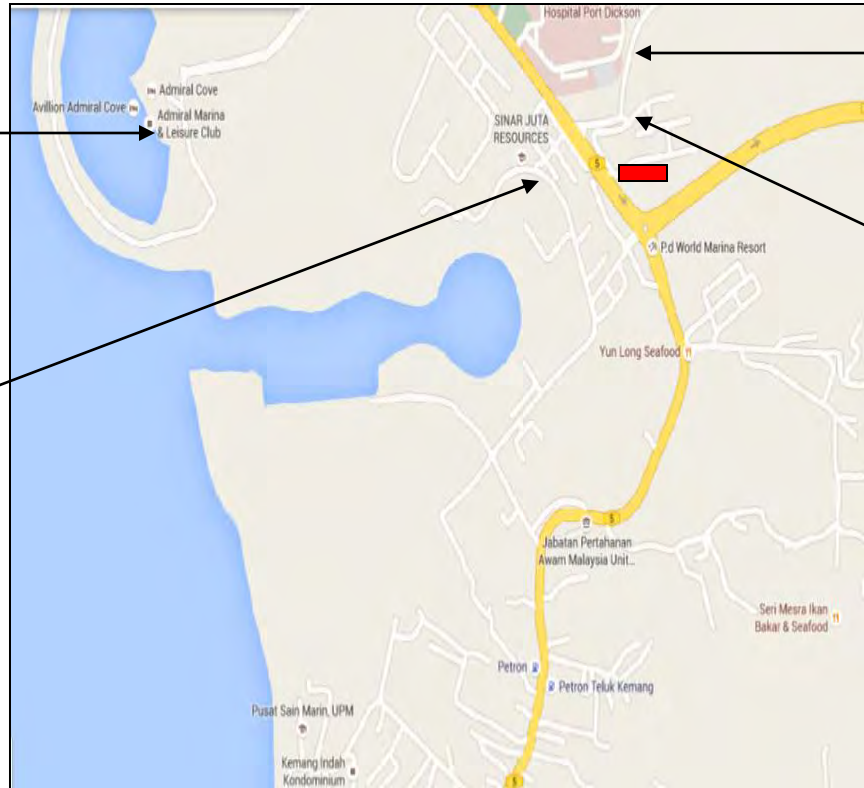 Hospital Port Dickson
Admiral Cove
Avillion Admiral Cove
Admiral Marina
& Leisure Club
SINAR JUTA
RESOURCES
5
P.d World Marina Resort
Yun Long Seafood
5
Jabatan Pertahanan
Awam Malaysia Unit...
Seri Mesra Ikan
Bakar & Seafood
Petron
Petron Teluk Kemang
Pusat Sain Marin, UPM
Kemang Indah
Kondominium
5